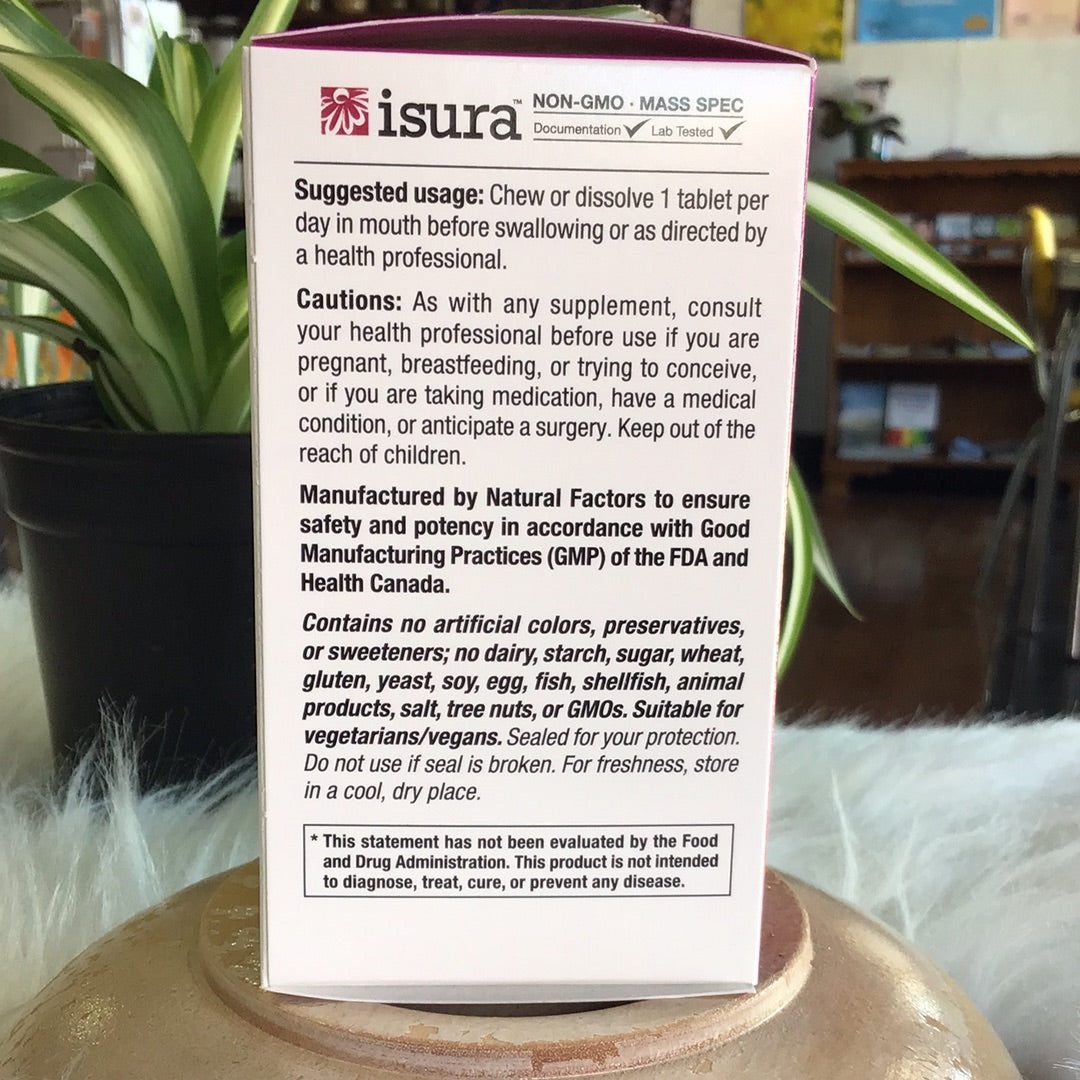 isura™
NON-GMO · MASS SPEC
Documentation ✓ Lab Tested ✓
Suggested usage: Chew or dissolve 1 tablet per
day in mouth before swallowing or as directed by
a health professional.
Cautions: As with any supplement, consult
your health professional before use if you are
pregnant, breastfeeding, or trying to conceive,
or if you are taking medication, have a medical
condition, or anticipate a surgery. Keep out of the
reach of children.
Manufactured by Natural Factors to ensure
safety and potency in accordance with Good
Manufacturing Practices (GMP) of the FDA and
Health Canada.
Contains no artificial colors, preservatives,
or sweeteners; no dairy, starch, sugar, wheat,
gluten, yeast, soy, egg, fish, shellfish, animal
products, salt, tree nuts, or GMOs. Suitable for
vegetarians/vegans. Sealed for your protection.
Do not use if seal is broken. For freshness, store
in a cool, dry place.
* This statement has not been evaluated by the Food
and Drug Administration. This product is not intended
to diagnose, treat, cure, or prevent any disease.